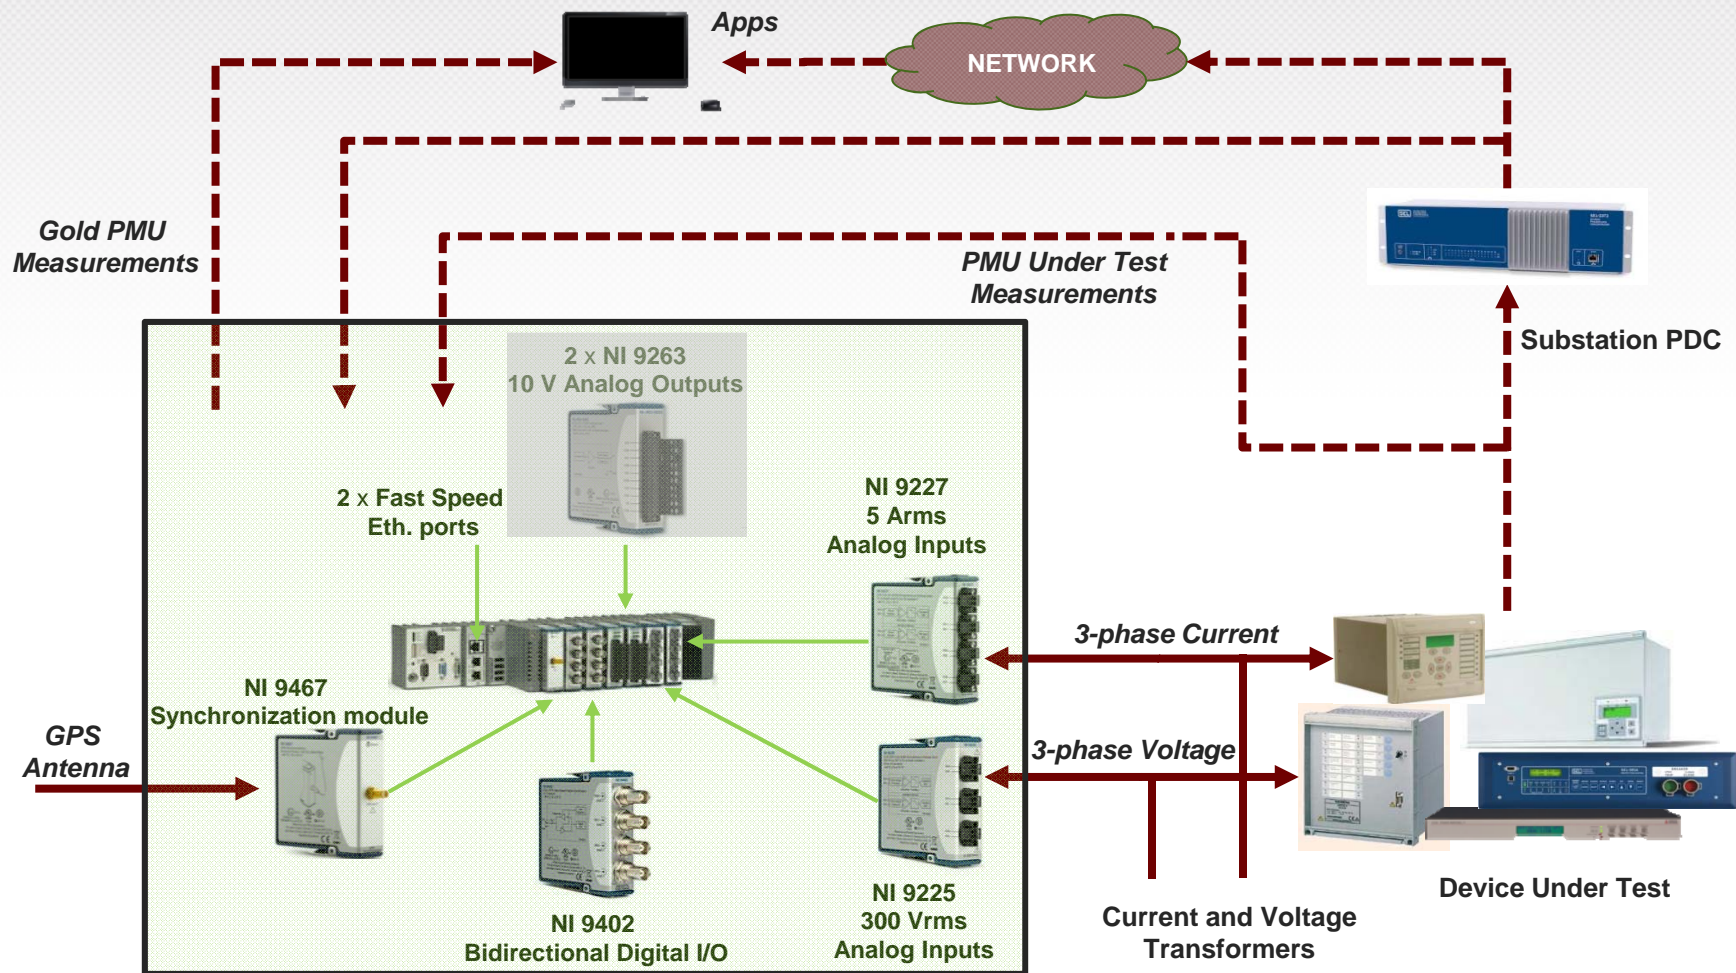 Apps
NETWORK
Gold PMU
Measurements
PMU Under Test
Measurements
SEL
Substation PDC
2 x NI 9263
10 V Analog Outputs
2 x Fast Speed
Eth. ports
NI 9227
5 Arms
Analog Inputs
3-phase Current
NI 9467
Synchronization module
GPS
Antenna
3-phase Voltage
NI 9402
Bidirectional Digital I/O
NI 9225
300 Vrms
Analog Inputs
Current and Voltage
Transformers
Device Under Test